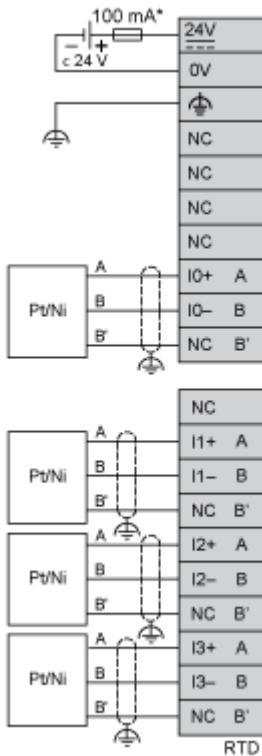 100 mA*
24V
− +
c 24 V
0V
NC
NC
NC
NC
A I0+ A
Pt/Ni B I0− B
B' NC B'
NC
A I1+ A
Pt/Ni B I1− B
B' NC B'
A I2+ A
Pt/Ni B I2− B
B' NC B'
A I3+ A
Pt/Ni B I3− B
B' NC B'
RTD